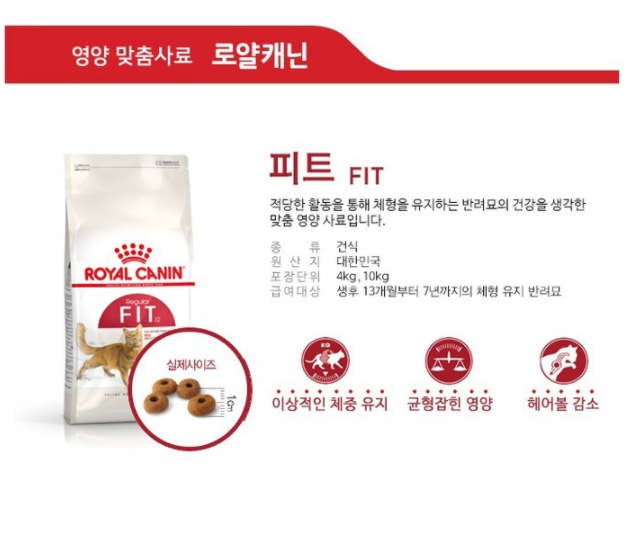 영양 맞춤사료 로얄캐닌
피트 FIT
적당한 활동을 통해 체형을 유지하는 반려묘의 건강을 생각한
맞춤 영양 사료입니다.
종 류 건식
원 산 지 대한민국
포장단위 4kg, 10kg
급여대상 생후 13개월부터 7년까지의 체형 유지 반려묘
ROYAL CANIN
Regular
FIT
실제사이즈
1cm
KG
이상적인 체중 유지 균형잡힌 영양 헤어볼 감소